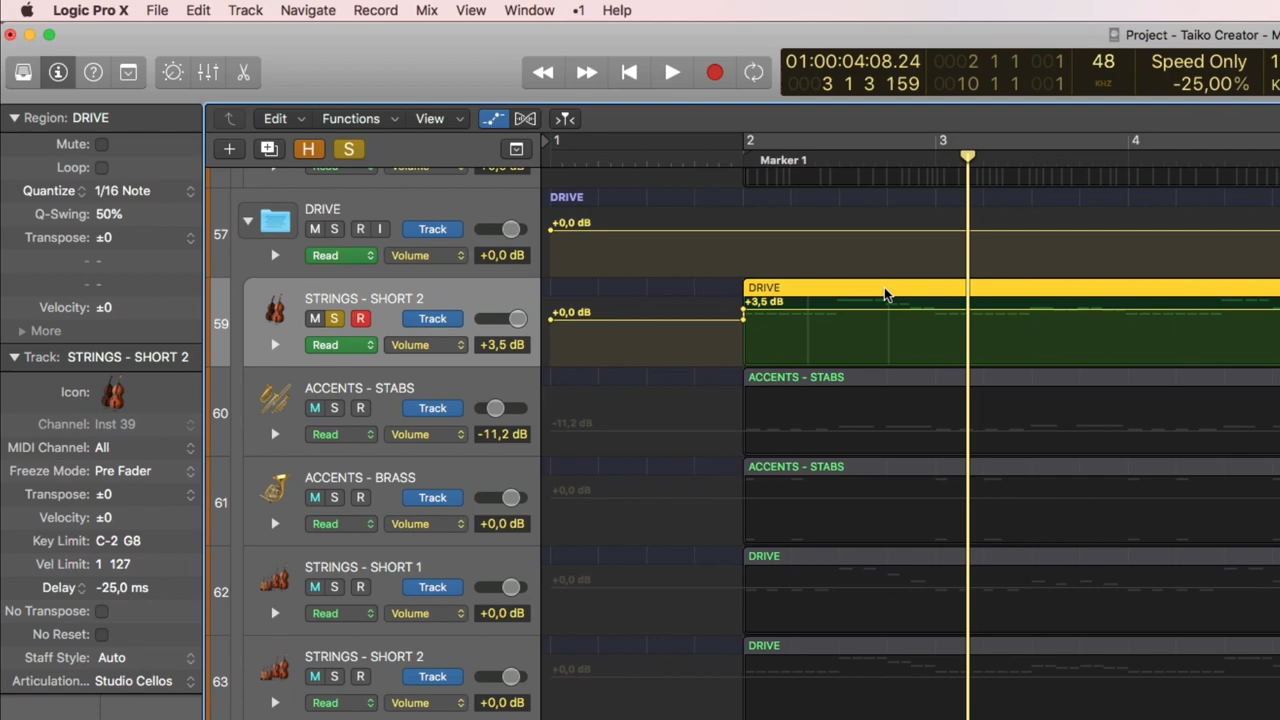 Logic Pro X File Edit Track Navigate Record Mix View Window •1 Help
Project - Taiko Creator - M
01:00:04:08.24 0002 1 1 001 48 Speed Only
3 1 3 159 0010 1 1 001 KHZ -25,00%
Region: DRIVE
Mute:
Loop:
Quantize 1/16 Note
Q-Swing: 50%
Transpose: ±0
- -
- -
Velocity: ±0
More
Track: STRINGS - SHORT 2
Icon:
Channel: Inst 39
MIDI Channel: All
Freeze Mode: Pre Fader
Transpose: ±0
Velocity: ±0
Key Limit: C-2 G8
Vel Limit: 1 127
Delay -25,0 ms
No Transpose:
No Reset:
Staff Style: Auto
Articulation... Studio Cellos
Edit Functions View
H S
1 2 3 4
Marker 1
57
DRIVE
M S R I Track
Read Volume +0,0 dB
DRIVE
+0,0 dB
59
STRINGS - SHORT 2
M S R Track
Read Volume +3,5 dB
+0,0 dB
DRIVE
+3,5 dB
60
ACCENTS - STABS
M S R Track
Read Volume -11,2 dB
-11,2 dB
ACCENTS - STABS
61
ACCENTS - BRASS
M S R Track
Read Volume +0,0 dB
+0,0 dB
ACCENTS - STABS
62
STRINGS - SHORT 1
M S R Track
Read Volume +0,0 dB
+0,0 dB
DRIVE
63
STRINGS - SHORT 2
M S R Track
Read Volume +0,0 dB
+0,0 dB
DRIVE